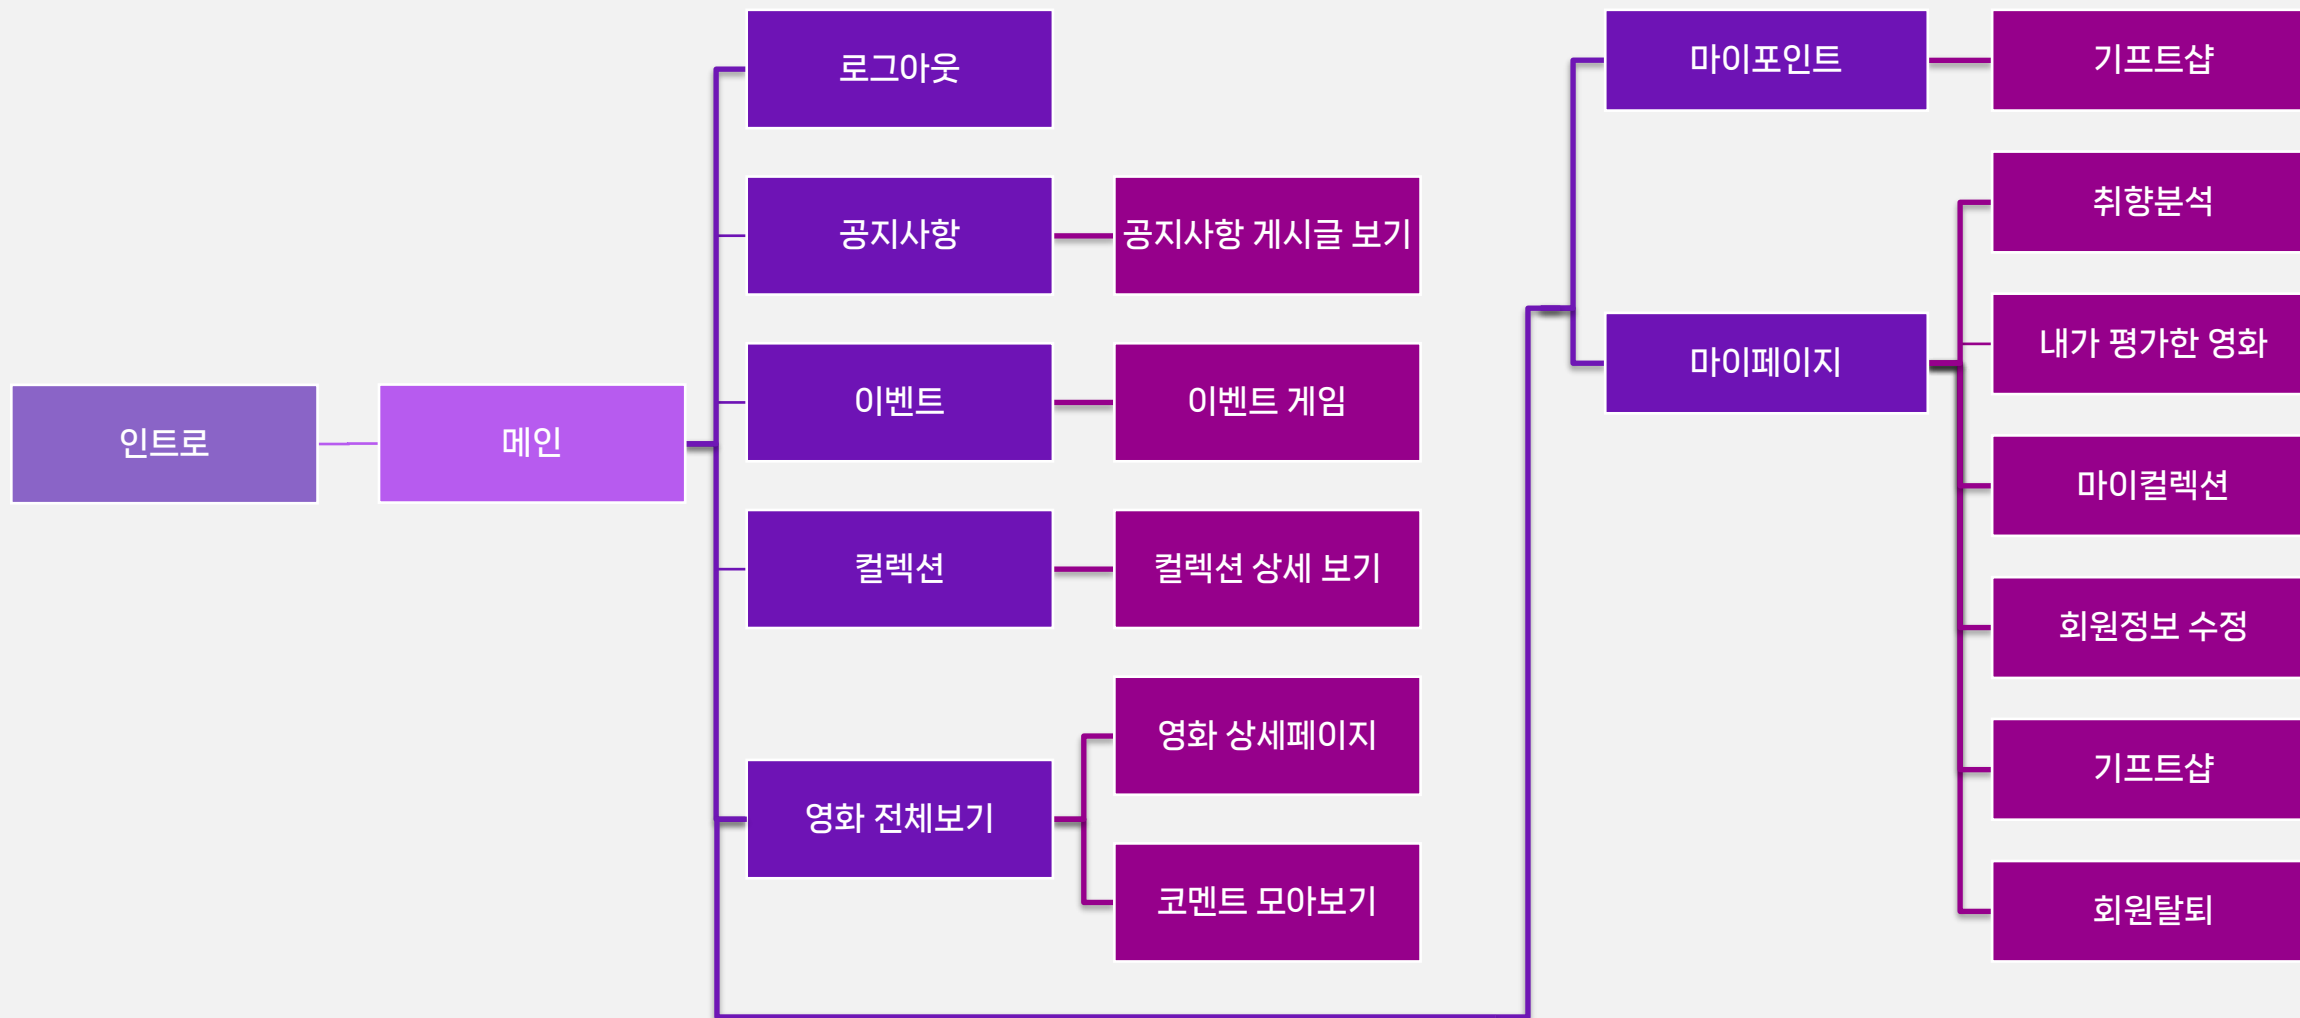 인트로
메인
로그아웃
공지사항
공지사항 게시글 보기
이벤트
이벤트 게임
컬렉션
컬렉션 상세 보기
영화 전체보기
영화 상세페이지
코멘트 모아보기
마이포인트
기프트샵
마이페이지
취향분석
내가 평가한 영화
마이컬렉션
회원정보 수정
기프트샵
회원탈퇴